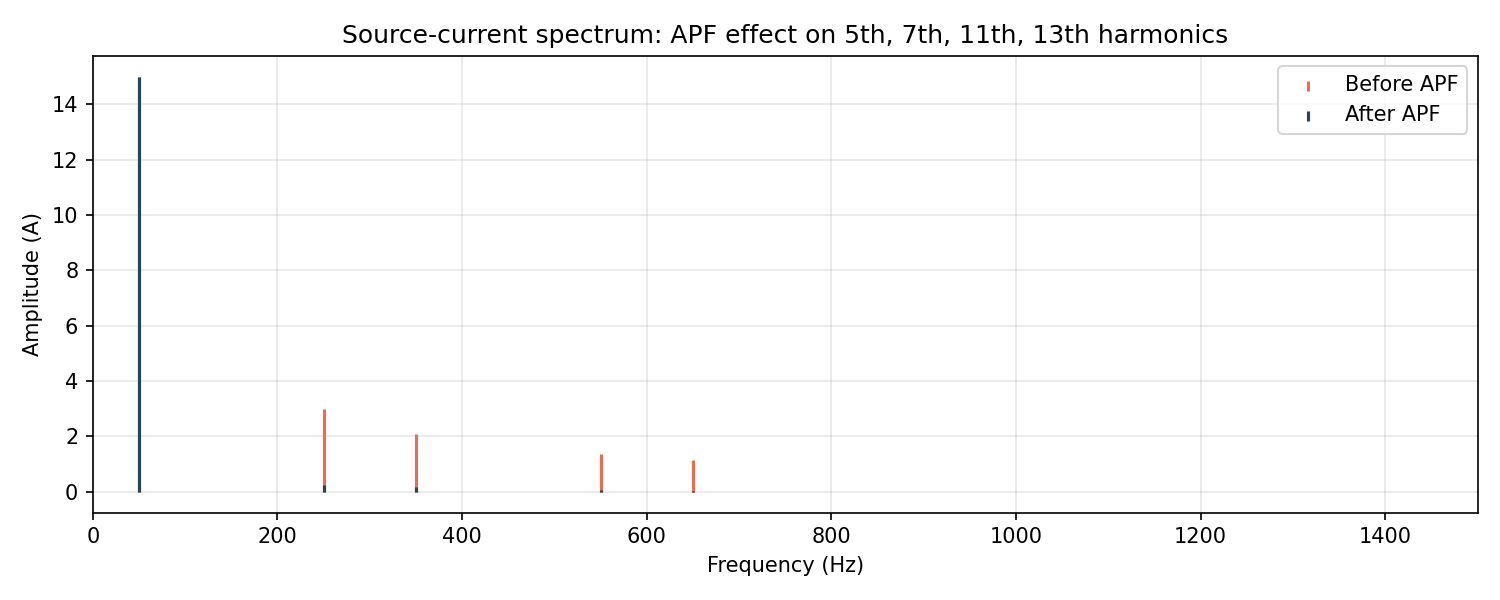 Source-current spectrum: APF effect on 5th, 7th, 11th, 13th harmonics
Before APF
After APF
Amplitude (A)
14
12
10
8
6
4
2
0
0 200 400 600 800 1000 1200 1400
Frequency (Hz)